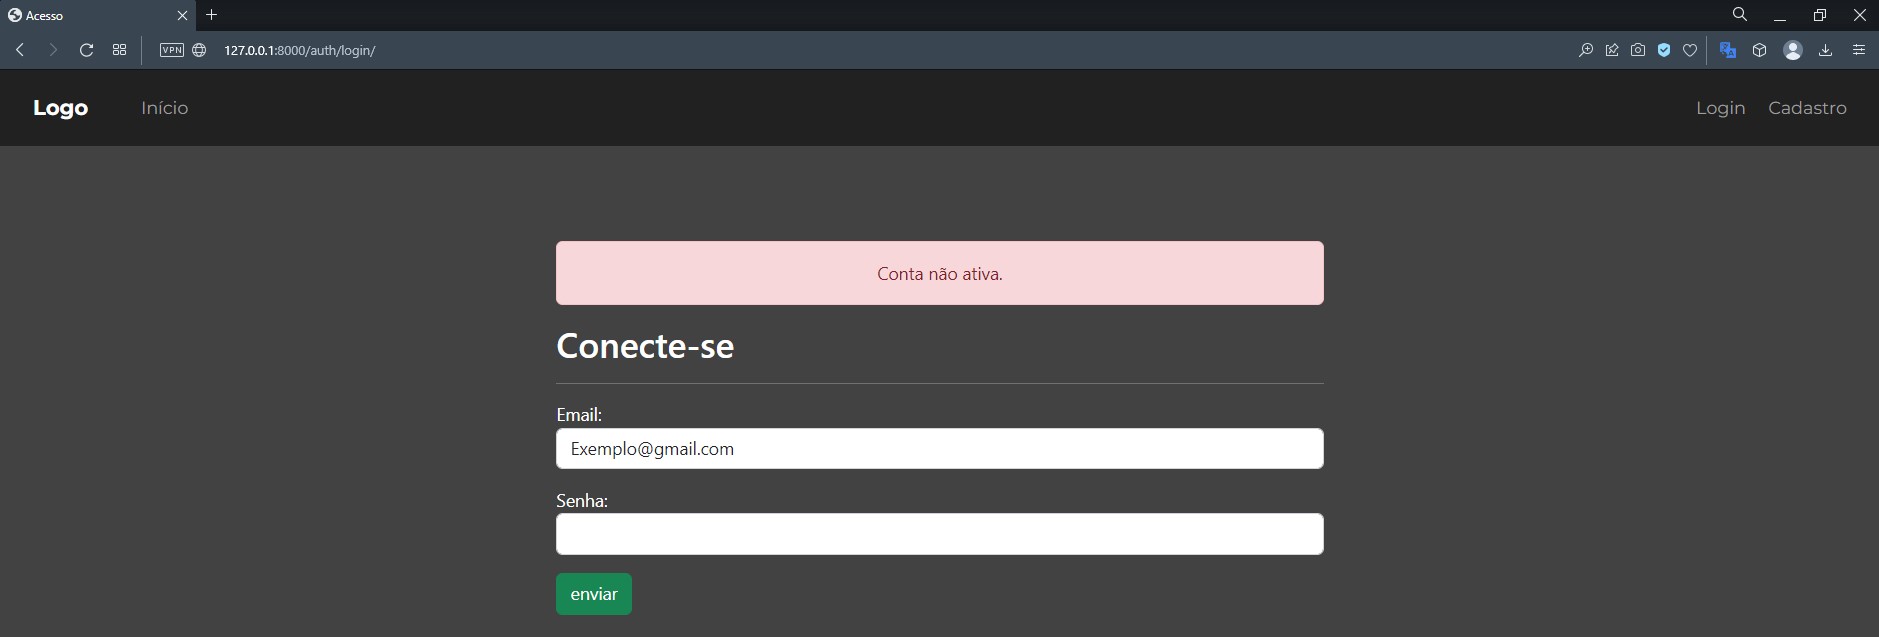 Acesso
VPN
127.0.0.1:8000/auth/login/
Logo
Início
Login
Cadastro
Conta não ativa.
Conecte-se
Email:
Exemplo@gmail.com
Senha:
enviar